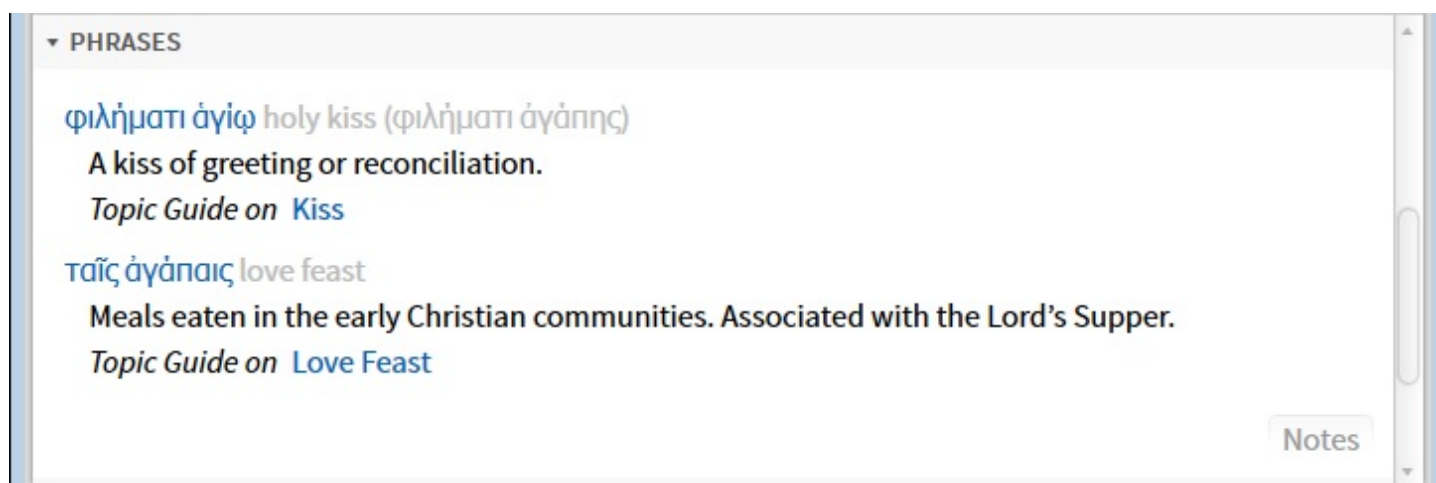 PHRASES
φιλήματι ἁγίῳ holy kiss (φιλήματι ἀγάπης)
A kiss of greeting or reconciliation.
Topic Guide on Kiss
ταῖς ἀγάπαις love feast
Meals eaten in the early Christian communities. Associated with the Lord’s Supper.
Topic Guide on Love Feast
Notes